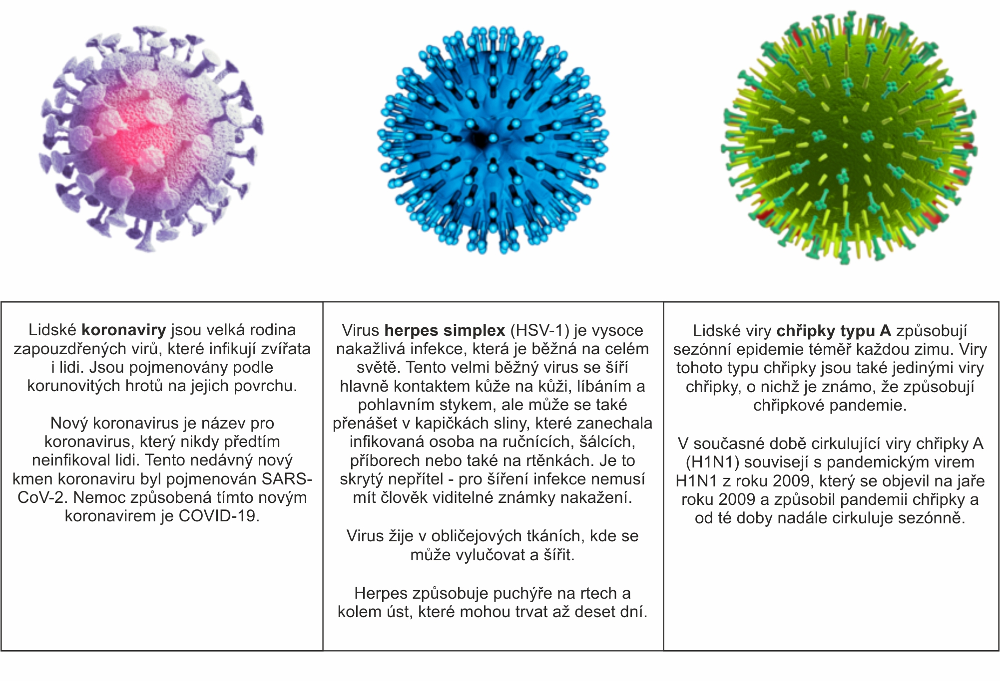 Lidské koronaviry jsou velká rodina
zapouzdřených virů, které infikují zvířata
i lidi. Jsou pojmenovány podle
korunovitých hrotů na jejich povrchu.
Nový koronavirus je název pro
koronavirus, který nikdy předtím
neinfikoval lidi. Tento nedávný nový
kmen koronaviru byl pojmenován SARS-
CoV-2. Nemoc způsobená tímto novým
koronavirem je COVID-19.
Virus herpes simplex (HSV-1) je vysoce
nakažlivá infekce, která je běžná na celém
světě. Tento velmi běžný virus se šíří
hlavně kontaktem kůže na kůži, líbáním a
pohlavním stykem, ale může se také
přenášet v kapičkách sliny, které zanechala
infikovaná osoba na ručnících, šálcích,
příborech nebo také na rtěnkách. Je to
skrytý nepřítel - pro šíření infekce nemusí
mít člověk viditelné známky nakažení.
Virus žije v obličejových tkáních, kde se
může vylučovat a šířit.
Herpes způsobuje puchýře na rtech a
kolem úst, které mohou trvat až deset dní.
Lidské viry chřipky typu A způsobují
sezónní epidemie téměř každou zimu. Viry
tohoto typu chřipky jsou také jedinými viry
chřipky, o nichž je známo, že způsobují
chřipkové pandemie.
V současné době cirkulující viry chřipky A
(H1N1) souvisejí s pandemickým virem
H1N1 z roku 2009, který se objevil na jaře
roku 2009 a způsobil pandemii chřipky a
od té doby nadále cirkuluje sezónně.